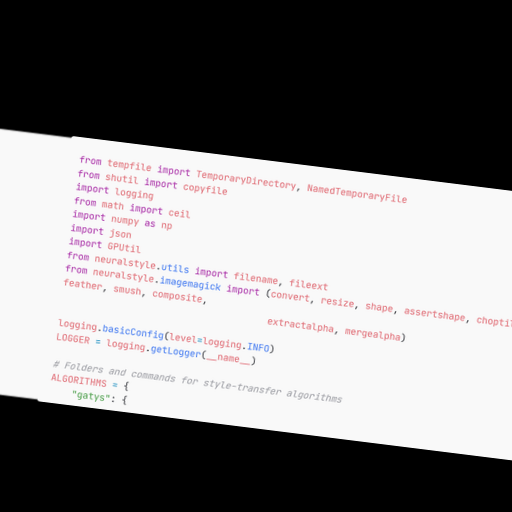 from tempfile import TemporaryDirectory, NamedTemporaryFile
from shutil import copyfile
import logging
from math import ceil
import numpy as np
import json
import GPUtil
from neuralstyle.utils import filename, fileext
from neuralstyle.imagemagick import (convert, resize, shape, assertshape, choptil
feather, smush, composite,
extractalpha, mergealpha)
logging.basicConfig(level=logging.INFO)
LOGGER = logging.getLogger(__name__)
# Folders and commands for style-transfer algorithms
ALGORITHMS = {
"gatys": {